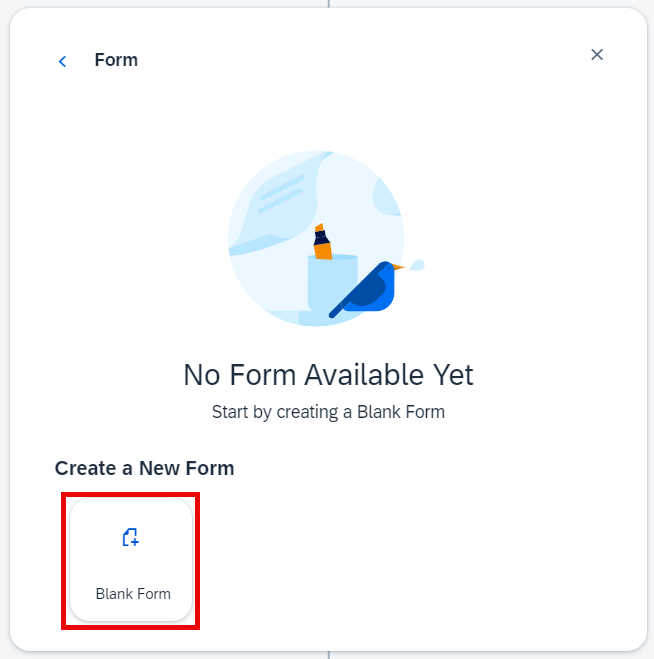 Form
No Form Available Yet
Start by creating a Blank Form
Create a New Form
Blank Form